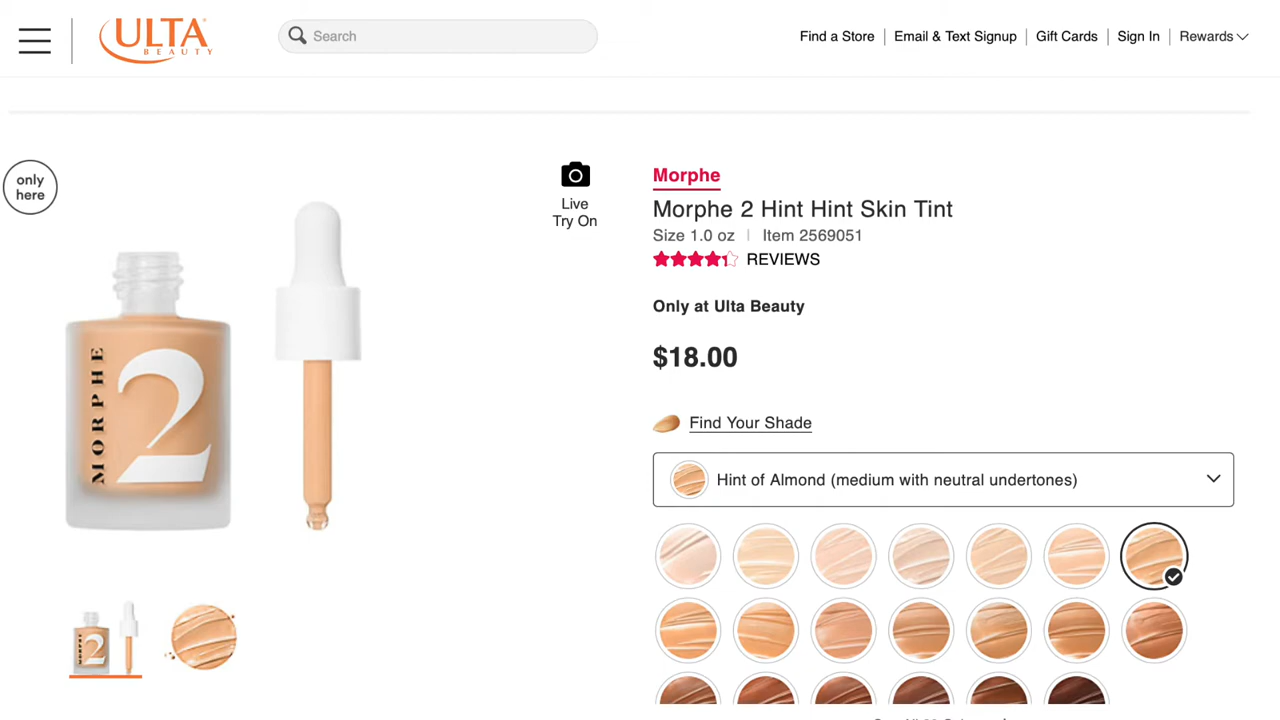 ULTA
BEAUTY
Search
Find a Store
Email & Text Signup
Gift Cards
Sign In
Rewards
only
here
Live
Try On
MORPHE
2
Morphe
Morphe 2 Hint Hint Skin Tint
Size 1.0 oz | Item 2569051
REVIEWS
Only at Ulta Beauty
$18.00
Find Your Shade
Hint of Almond (medium with neutral undertones)
MORPHE
2